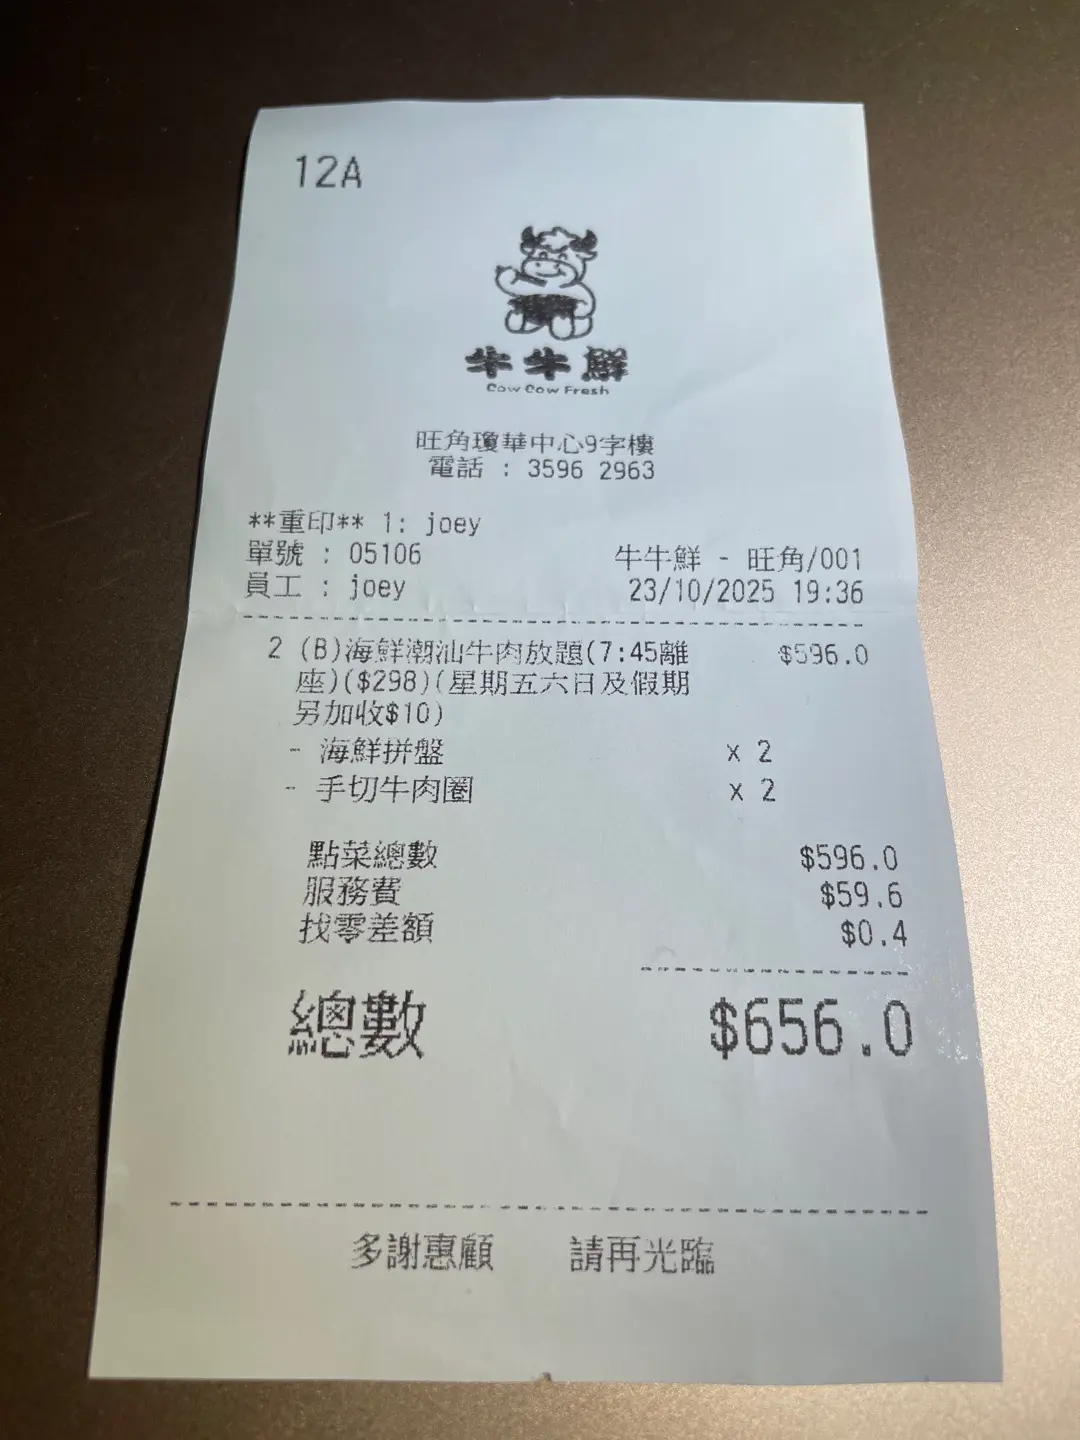 12A
牛牛鮮
Cow Cow Fresh
旺角瓊華中心9字樓
電話 : 3596 2963
**重印** 1: joey
單號 : 05106 牛牛鮮 - 旺角/001
員工 : joey 23/10/2025 19:36
2 (B)海鮮潮汕牛肉放題(7:45離 $596.0
座)($298)(星期五六日及假期
另加收$10)
- 海鮮拼盤 x 2
- 手切牛肉圈 x 2
點菜總數 $596.0
服務費 $59.6
找零差額 $0.4
總數 $656.0
多謝惠顧 請再光臨